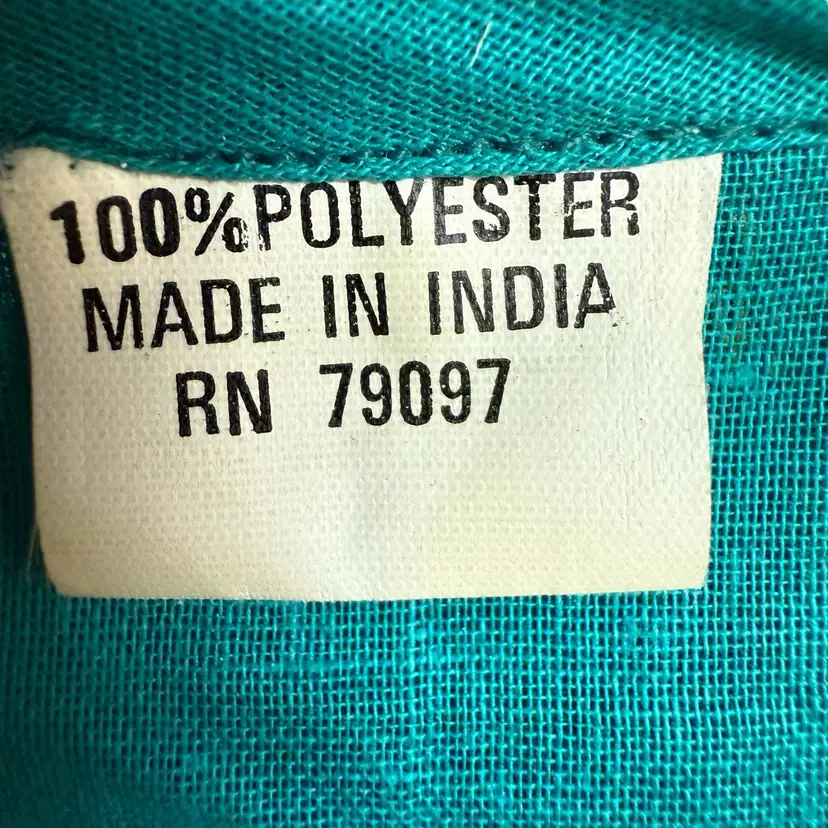 100% POLYESTER
MADE IN INDIA
RN 79097